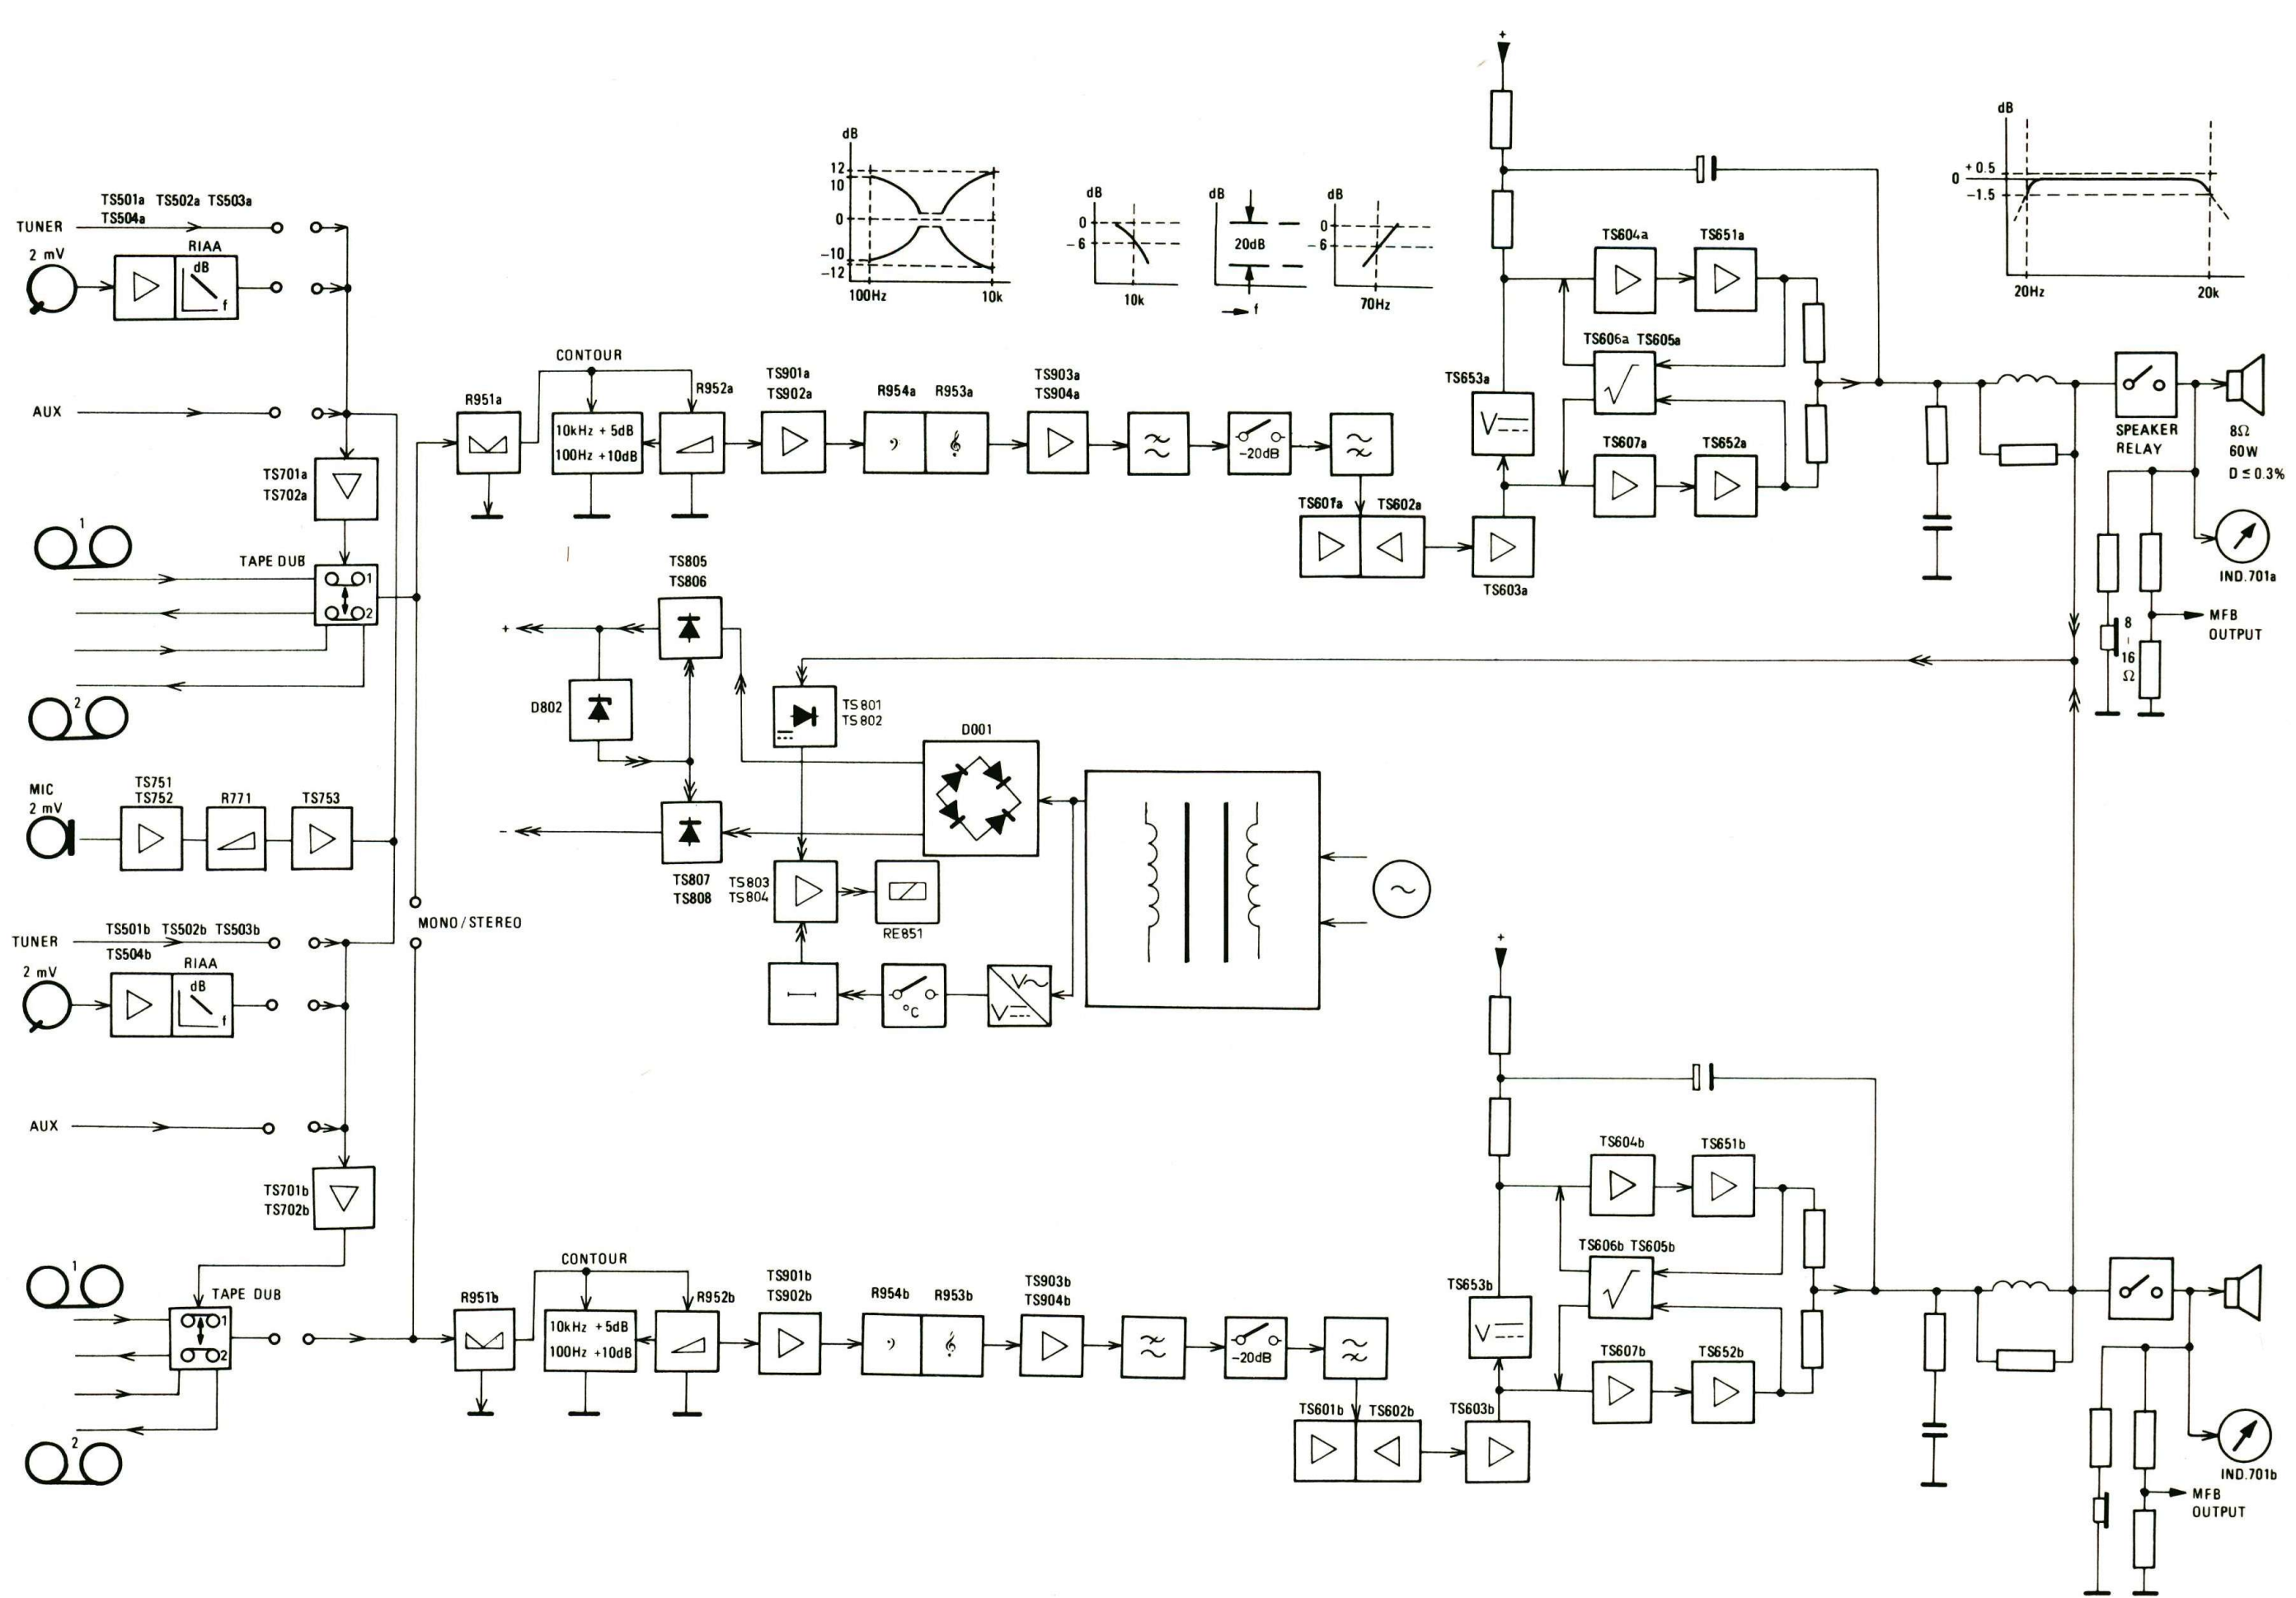 dB
12
10
0
-10
-12
100Hz
10k
dB
0
-6
10k
dB
20dB
f
dB
0
-6
70Hz
+
dB
+0.5
0
-1.5
20Hz
20k
TS501a TS502a TS503a
TS504a
TUNER
2 mV
RIAA
dB
f
AUX
TS701a
TS702a
1
TAPE DUB
1
2
2
CONTOUR
R951a
10kHz + 5dB
100Hz +10dB
R952a
TS901a
TS902a
R954a
R953a
TS903a
TS904a
-20dB
TS601a
TS602a
TS603a
TS653a
V
TS604a
TS651a
TS606a TS605a
√
TS607a
TS652a
SPEAKER
RELAY
8Ω
60W
D ≤ 0.3%
IND.701a
MFB
OUTPUT
8
-
16
Ω
TS805
TS806
+
D802
-
TS807
TS808
TS801
TS802
D001
TS803
TS804
RE851
°C
V~
V
~
MIC
2 mV
TS751
TS752
R771
TS753
MONO/STEREO
TS501b TS502b TS503b
TUNER
TS504b
2 mV
RIAA
dB
f
AUX
TS701b
TS702b
1
TAPE DUB
1
2
2
CONTOUR
R951b
10kHz +5dB
100Hz +10dB
R952b
TS901b
TS902b
R954b
R953b
TS903b
TS904b
-20dB
TS601b
TS602b
TS603b
+
TS653b
V
TS604b
TS651b
TS606b TS605b
√
TS607b
TS652b
IND.701b
MFB
OUTPUT